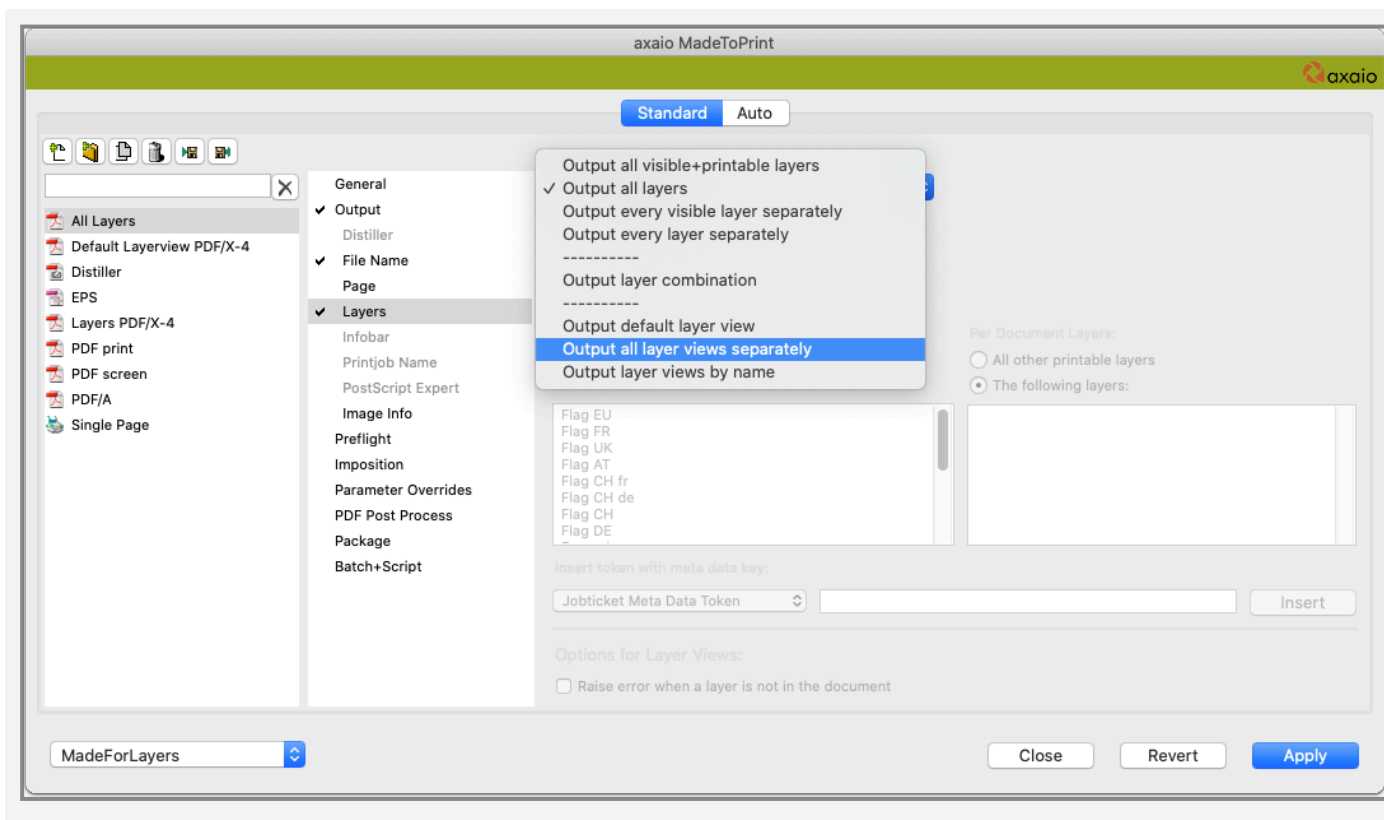 axaio MadeToPrint
axaio
Standard
Auto
All Layers
Default Layerview PDF/X-4
Distiller
EPS
Layers PDF/X-4
PDF print
PDF screen
PDF/A
Single Page
General
Output
Distiller
File Name
Page
Layers
Infobar
Printjob Name
PostScript Expert
Image Info
Preflight
Imposition
Parameter Overrides
PDF Post Process
Package
Batch+Script
Output all visible+printable layers
Output all layers
Output every visible layer separately
Output every layer separately
----------
Output layer combination
----------
Output default layer view
Output all layer views separately
Output layer views by name
Per Document Layers:
All other printable layers
The following layers:
Flag EU
Flag FR
Flag UK
Flag AT
Flag CH fr
Flag CH de
Flag CH
Flag DE
Insert token with meta data key:
Jobticket Meta Data Token
Insert
Options for Layer Views:
Raise error when a layer is not in the document
MadeForLayers
Close
Revert
Apply